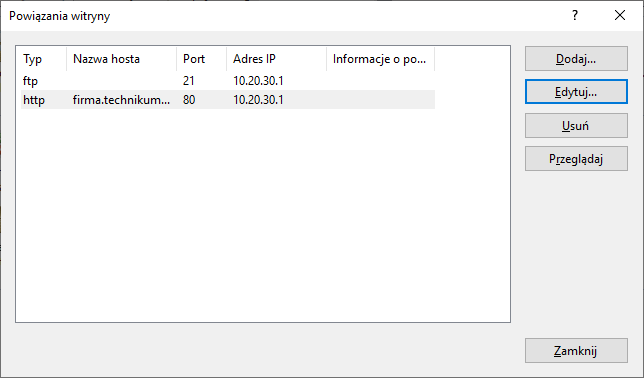 Powiązania witryny ?
Typ Nazwa hosta Port Adres IP Informacje o po...
ftp 21 10.20.30.1
http firma.technikum... 80 10.20.30.1
Dodaj...
Edytuj...
Usuń
Przeglądaj
Zamknij